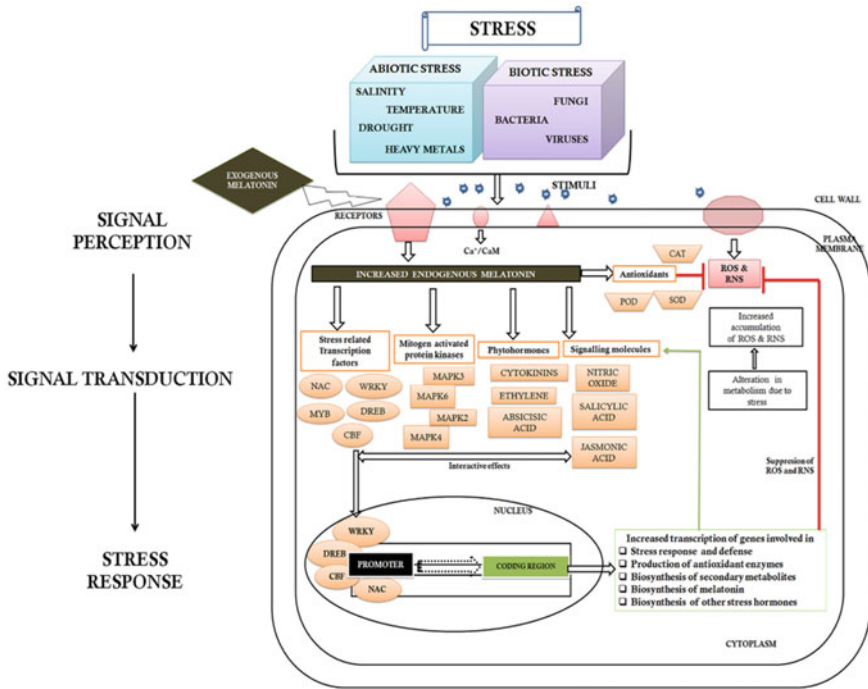 STRESS
ABIOTIC STRESS
SALINITY
TEMPERATURE
DROUGHT
HEAVY METALS
BIOTIC STRESS
FUNGI
BACTERIA
VIRUSES
EXOGENOUS
MELATONIN
STIMULI
CELL WALL
RECEPTORS
PLASMA
MEMBRANE
SIGNAL
PERCEPTION
Ca⁺/CaM
INCREASED ENDOGENOUS MELATONIN
Antioxidants
CAT
POD
SOD
ROS &
RNS
Increased
accumulation
of ROS & RNS
Alteration in
metabolism due to
stress
Stress related
Transcription
factors
Mitogen activated
protein kinases
Phytohormones
Signalling molecules
SIGNAL TRANSDUCTION
NAC
WRKY
MYB
DREB
CBF
MAPK3
MAPK6
MAPK2
MAPK4
CYTOKININS
ETHYLENE
ABSICISIC
ACID
NITRIC
OXIDE
SALICYLIC
ACID
JASMONIC
ACID
Interactive effects
Suppresion of
ROS and RNS
STRESS
RESPONSE
NUCLEUS
WRKY
DREB
CBF
NAC
PROMOTER
CODING REGION
Increased transcription of genes involved in
❑ Stress response and defense
❑ Production of antioxidant enzymes
❑ Biosynthesis of secondary metabolites
❑ Biosynthesis of melatonin
❑ Biosynthesis of other stress hormones
CYTOPLASM